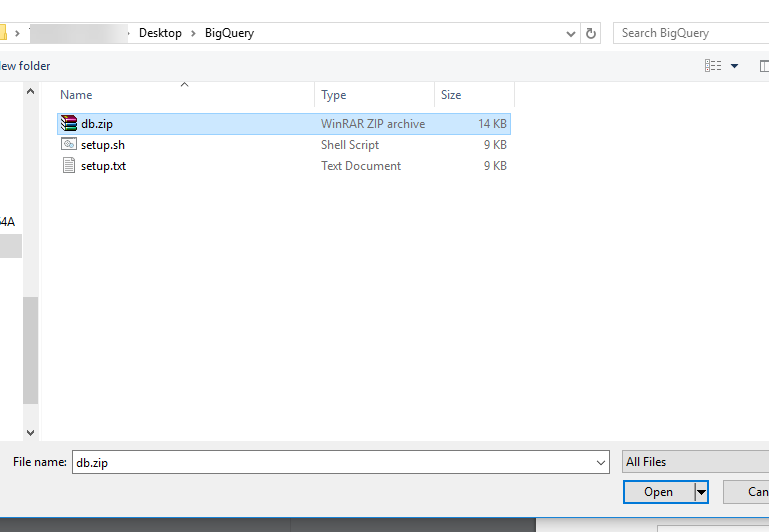 Desktop > BigQuery
Search BigQuery
ew folder
Name Type Size
db.zip WinRAR ZIP archive 14 KB
setup.sh Shell Script 9 KB
setup.txt Text Document 9 KB
64A
File name: db.zip
All Files
Open
Can